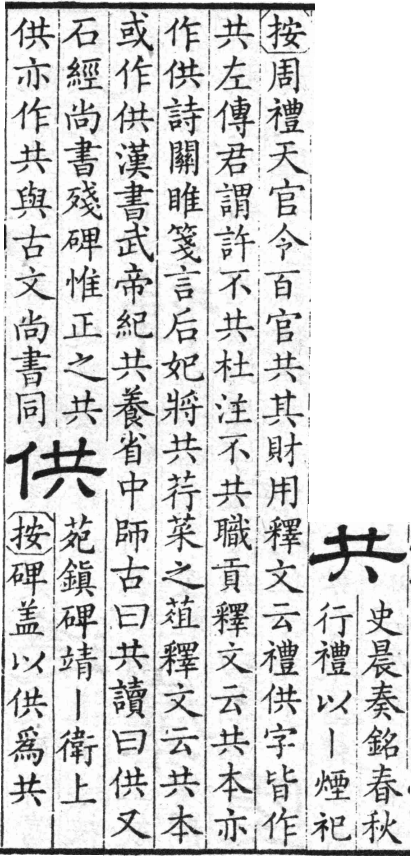 共
史晨奏銘春秋
行禮以丨煙祀
按周禮天官令百官共其財用釋文云禮供字皆作
共左傳君謂許不共杜注不共職貢釋文云共本亦
作供詩關雎箋言后妃將共荇菜之葅釋文云共本
或作供漢書武帝紀共養省中師古曰共讀曰供又
石經尚書殘碑惟正之共
供亦作共與古文尚書同
供
苑鎮碑靖丨衛上
按碑盖以供爲共